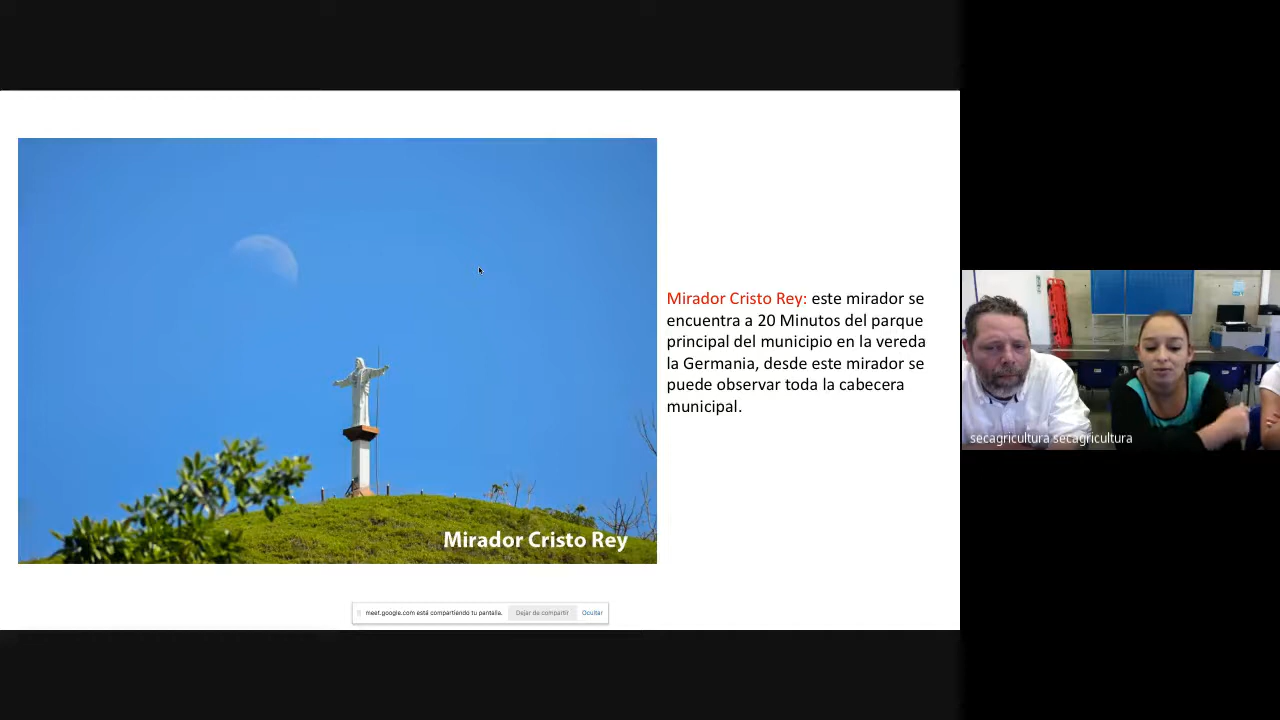 Mirador Cristo Rey: este mirador se
encuentra a 20 Minutos del parque
principal del municipio en la vereda
la Germania, desde este mirador se
puede observar toda la cabecera
municipal.
Mirador Cristo Rey
secagricultura secagricultura
meet.google.com está compartiendo tu pantalla.
Dejar de compartir
Ocultar